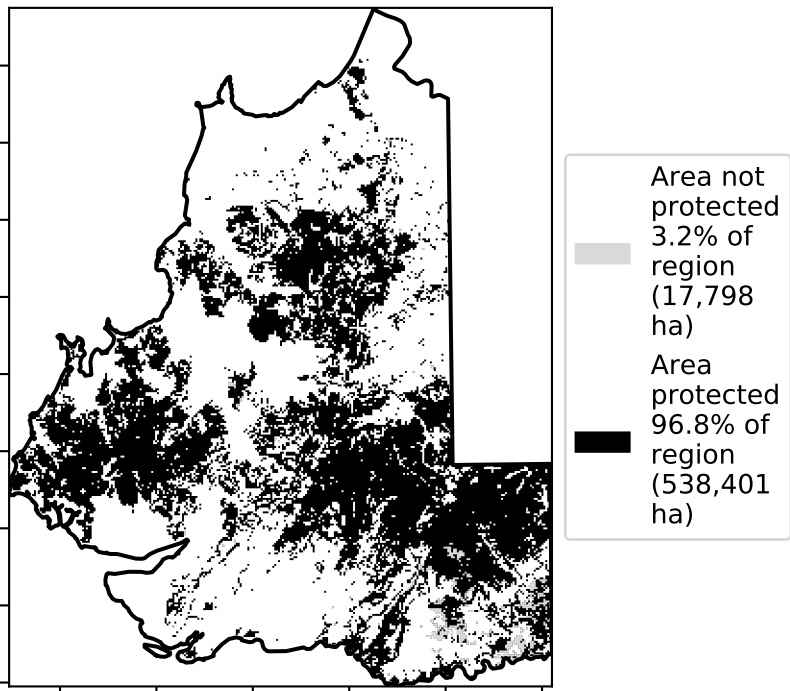 Area not
protected
3.2% of
region
(17,798
ha)
Area
protected
96.8% of
region
(538,401
ha)